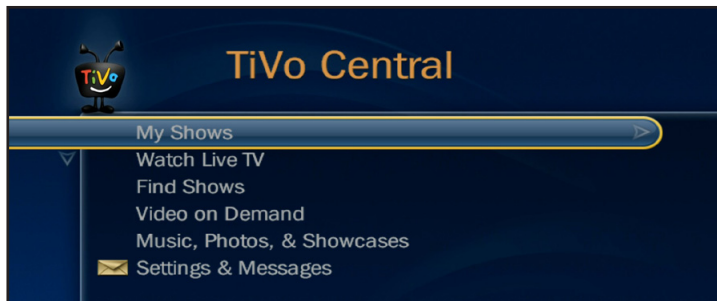 TiVo
TiVo Central
My Shows
Watch Live TV
Find Shows
Video on Demand
Music, Photos, & Showcases
Settings & Messages